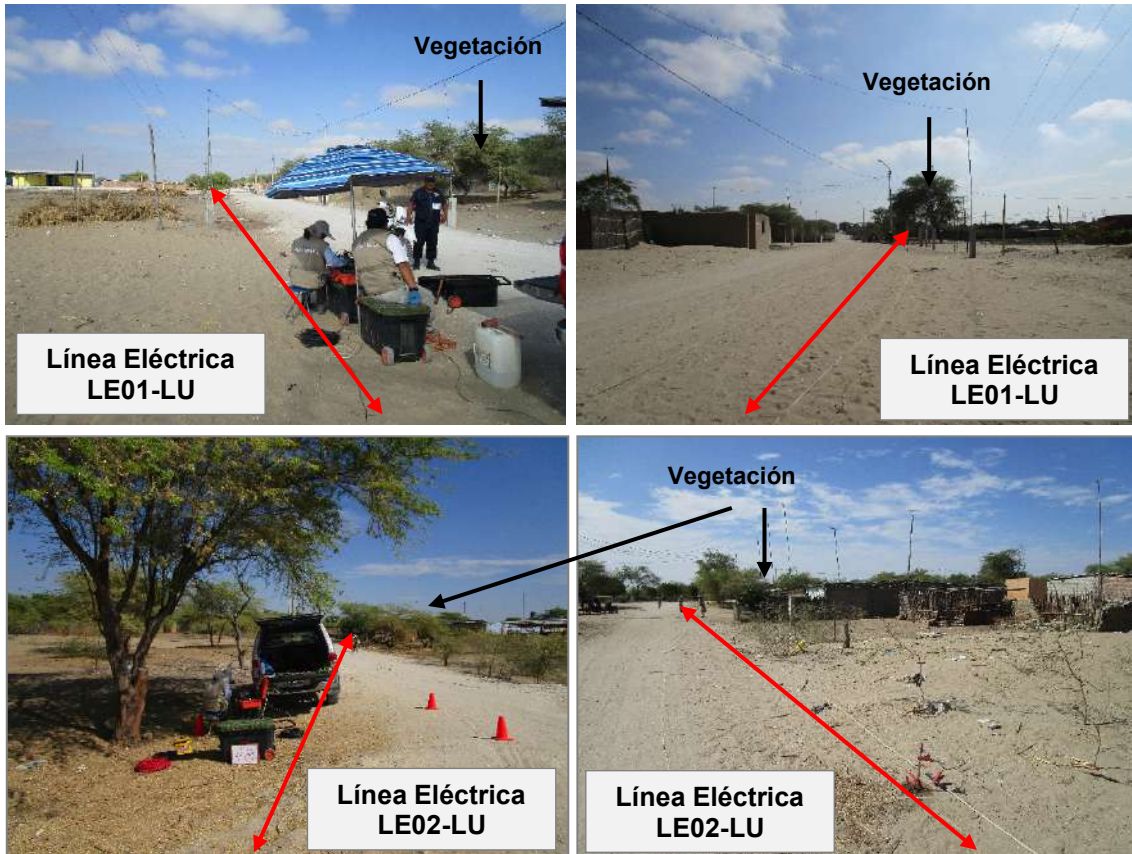 Vegetación
Vegetación
Línea Eléctrica
LE01-LU
Línea Eléctrica
LE01-LU
Vegetación
Línea Eléctrica
LE02-LU
Línea Eléctrica
LE02-LU